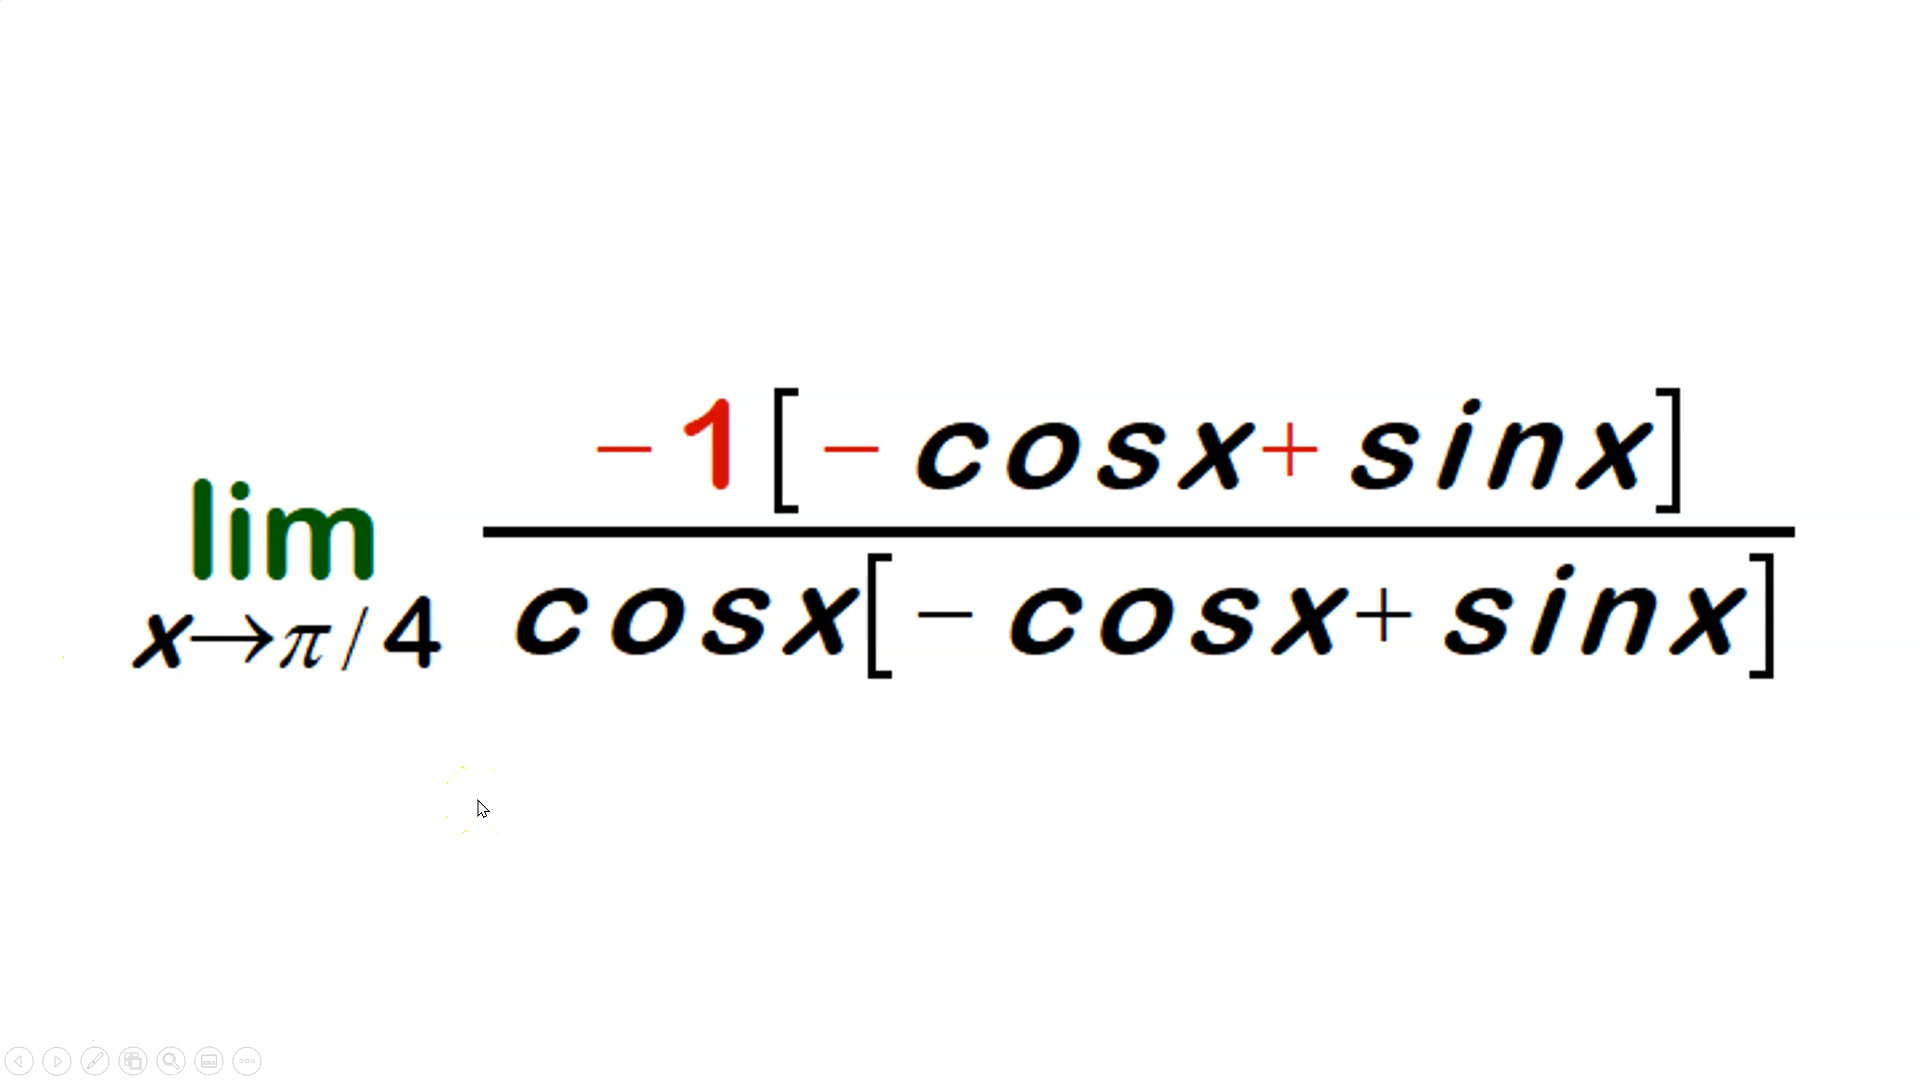 -1[- cosx + sinx]
lim
x→π/4
cosx[- cosx + sinx]